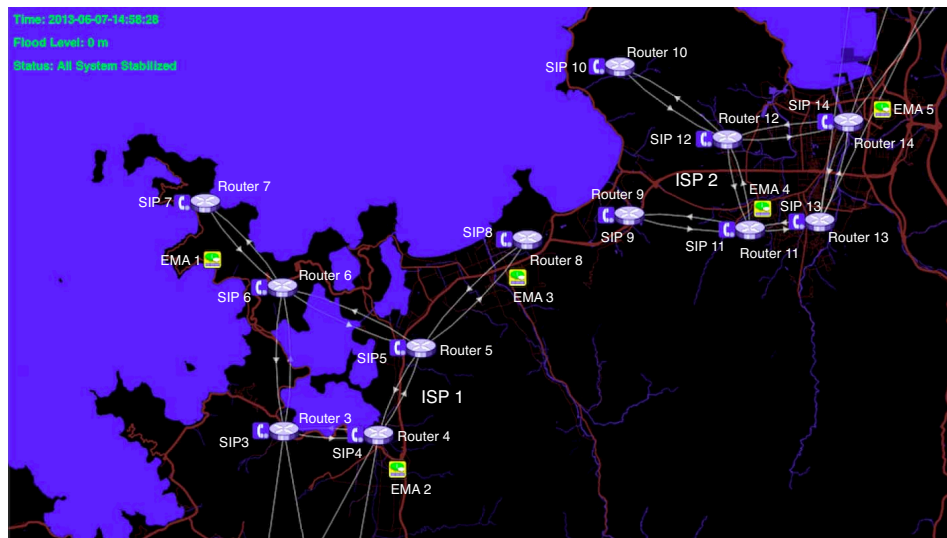 Time: 2013-06-07-14:58:28
Flood Level: 0 m
Status: All System Stabilized
Router 10
SIP 10
Router 12
SIP 12
SIP 14
EMA 5
Router 14
ISP 2
EMA 4
Router 7
SIP 7
Router 9
SIP 9
SIP 13
SIP 11
Router 11
Router 13
SIP8
Router 8
EMA 1
Router 6
SIP 6
EMA 3
SIP5
Router 5
ISP 1
Router 3
SIP3
SIP4
Router 4
EMA 2